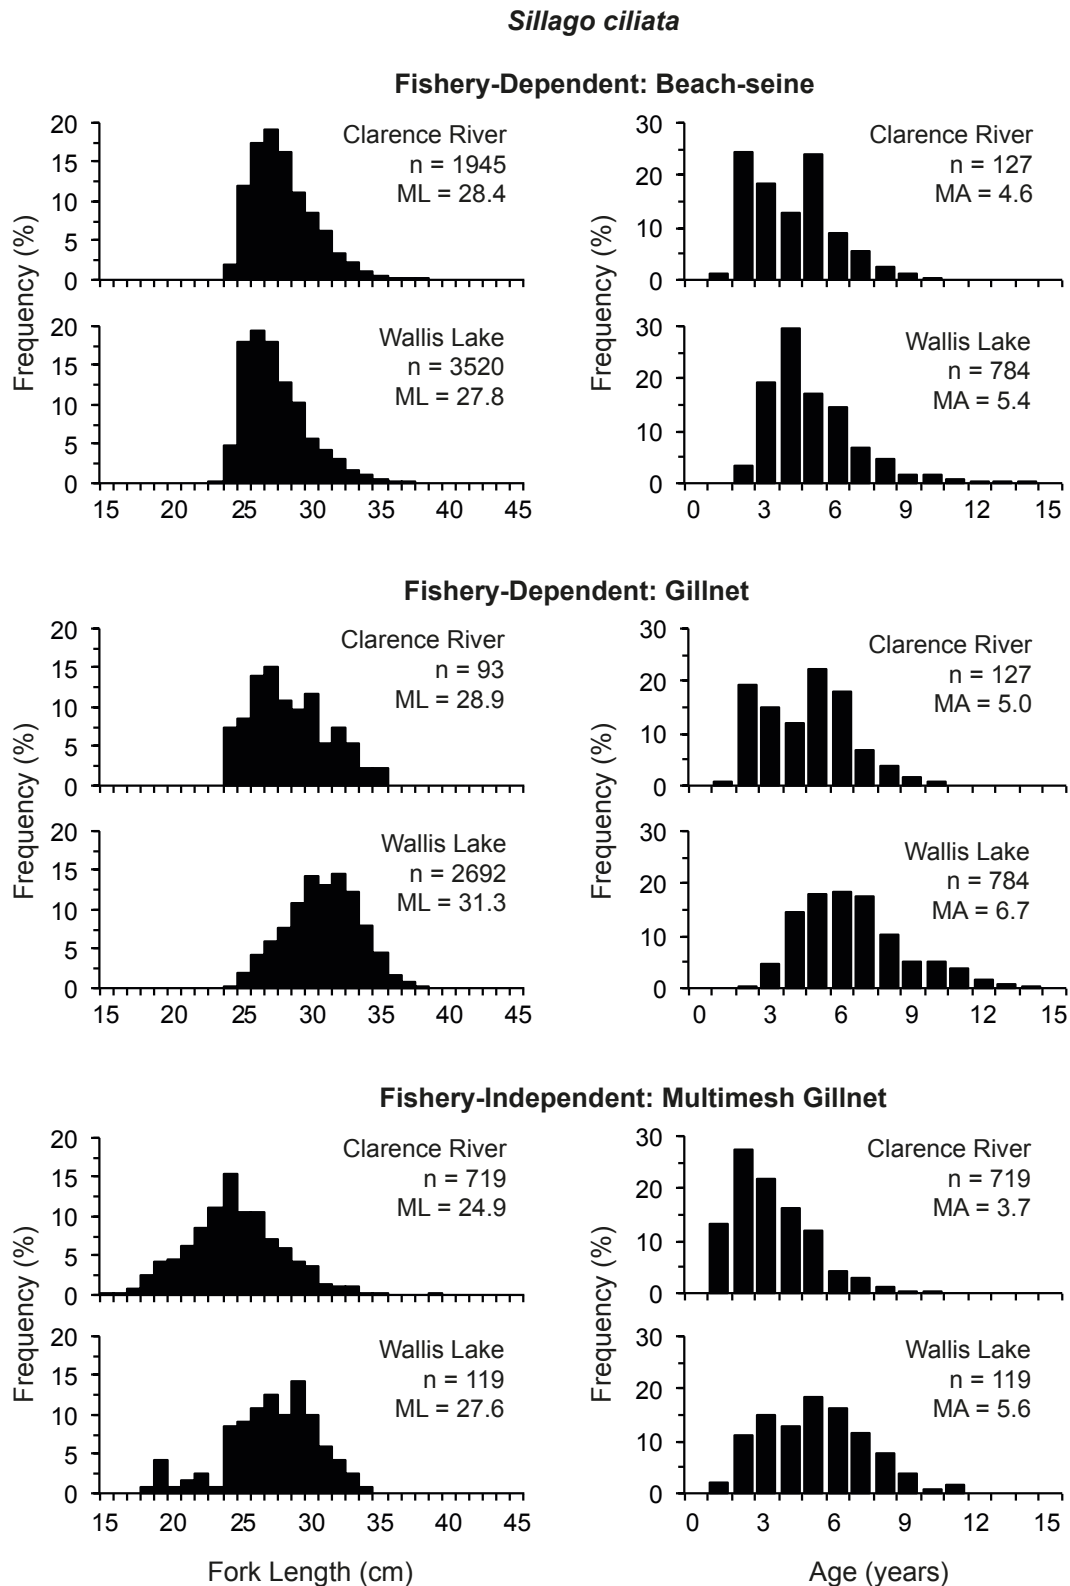 Sillago ciliata
Fishery-Dependent: Beach-seine
Frequency (%)
20
15
10
5
0
Clarence River
n = 1945
ML = 28.4
20
15
10
5
0
Wallis Lake
n = 3520
ML = 27.8
15 20 25 30 35 40 45
Frequency (%)
30
20
10
0
Clarence River
n = 127
MA = 4.6
30
20
10
0
Wallis Lake
n = 784
MA = 5.4
0 3 6 9 12 15
Fishery-Dependent: Gillnet
Frequency (%)
20
15
10
5
0
Clarence River
n = 93
ML = 28.9
20
15
10
5
0
Wallis Lake
n = 2692
ML = 31.3
15 20 25 30 35 40 45
Frequency (%)
30
20
10
0
Clarence River
n = 127
MA = 5.0
30
20
10
0
Wallis Lake
n = 784
MA = 6.7
0 3 6 9 12 15
Fishery-Independent: Multimesh Gillnet
Frequency (%)
20
15
10
5
0
Clarence River
n = 719
ML = 24.9
20
15
10
5
0
Wallis Lake
n = 119
ML = 27.6
15 20 25 30 35 40 45
Fork Length (cm)
Frequency (%)
30
20
10
0
Clarence River
n = 719
MA = 3.7
30
20
10
0
Wallis Lake
n = 119
MA = 5.6
0 3 6 9 12 15
Age (years)